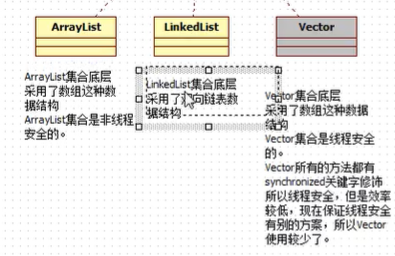 ArrayList
LinkedList
Vector
ArrayList集合底层
采用了数组这种数
据结构
ArrayList集合是非线程
安全的。
LinkedList集合底层
采用了双向链表数
据结构
Vector集合底层
采用了数组这种数据
结构
Vector集合是线程安全
的。
Vector所有的方法都有
synchronized关键字修饰
所以线程安全，但是效率
较低，现在保证线程安全
有别的方案，所以Vector
使用较少了。